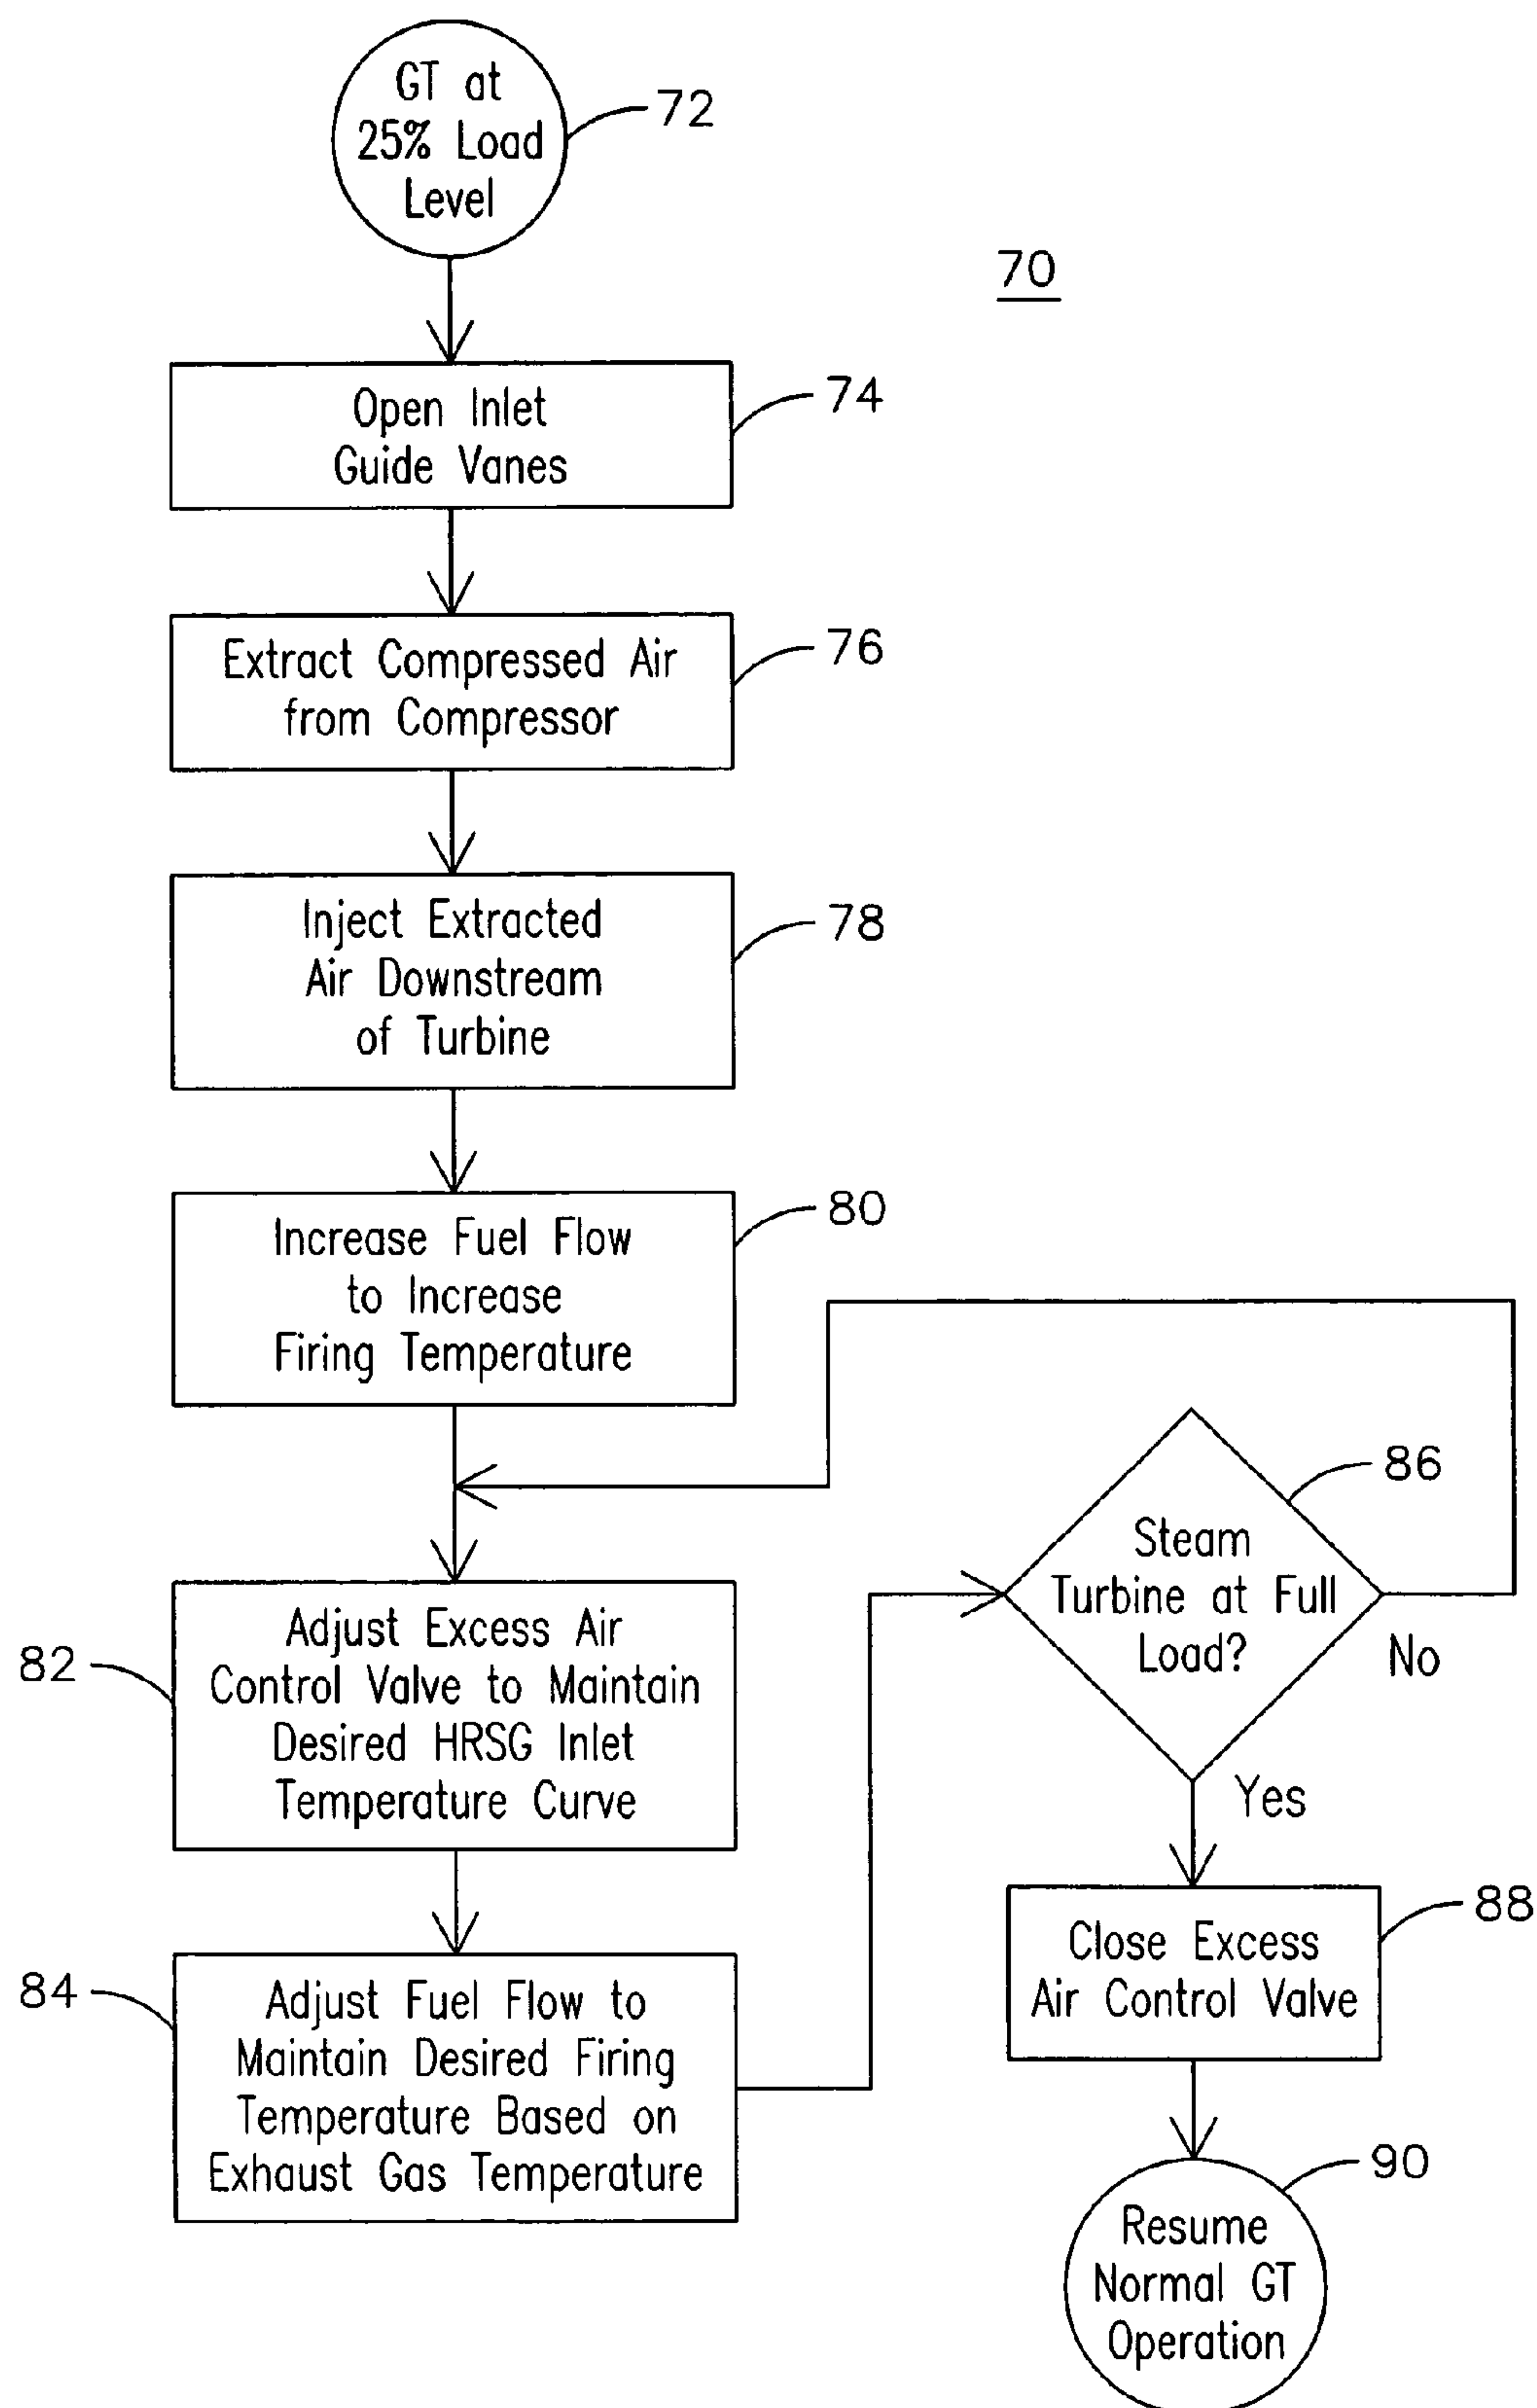 GT at
25% Load
Level
72
70
Open Inlet
Guide Vanes
74
Extract Compressed Air
from Compressor
76
Inject Extracted
Air Downstream
of Turbine
78
Increase Fuel Flow
to Increase
Firing Temperature
80
Adjust Excess Air
Control Valve to Maintain
Desired HRSG Inlet
Temperature Curve
82
Adjust Fuel Flow to
Maintain Desired Firing
Temperature Based on
Exhaust Gas Temperature
84
Steam
Turbine at Full
Load?
86
No
Yes
Close Excess
Air Control Valve
88
Resume
Normal GT
Operation
90